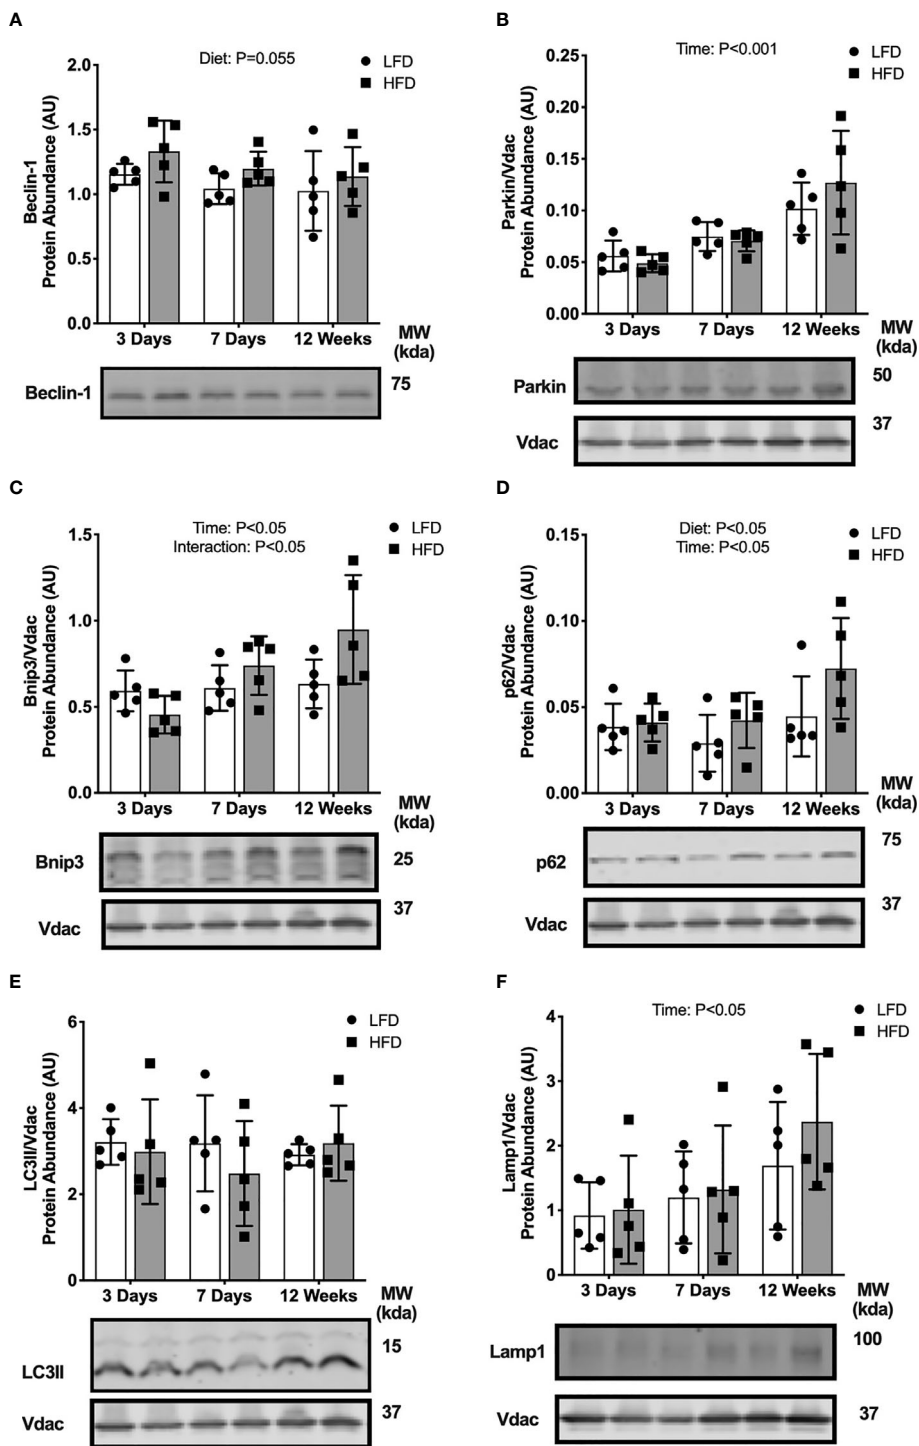 A
Diet: P=0.055
LFD
HFD
Beclin-1
Protein Abundance (AU)
2.0
1.5
1.0
0.5
0.0
3 Days 7 Days 12 Weeks
MW
(kda)
Beclin-1 75
B
Time: P<0.001
LFD
HFD
Parkin/Vdac
Protein Abundance (AU)
0.25
0.20
0.15
0.10
0.05
0.00
3 Days 7 Days 12 Weeks
MW
(kda)
Parkin 50
Vdac 37
C
Time: P<0.05
Interaction: P<0.05
LFD
HFD
Bnip3/Vdac
Protein Abundance (AU)
1.5
1.0
0.5
0.0
3 Days 7 Days 12 Weeks
MW
(kda)
Bnip3 25
Vdac 37
D
Diet: P<0.05
Time: P<0.05
LFD
HFD
p62/Vdac
Protein Abundance (AU)
0.15
0.10
0.05
0.00
3 Days 7 Days 12 Weeks
MW
(kda)
p62 75
Vdac 37
E
LFD
HFD
LC3II/Vdac
Protein Abundance (AU)
6
4
2
0
3 Days 7 Days 12 Weeks
MW
(kda)
LC3II 15
Vdac 37
F
Time: P<0.05
LFD
HFD
Lamp1/Vdac
Protein Abundance (AU)
4
3
2
1
0
3 Days 7 Days 12 Weeks
MW
(kda)
Lamp1 100
Vdac 37